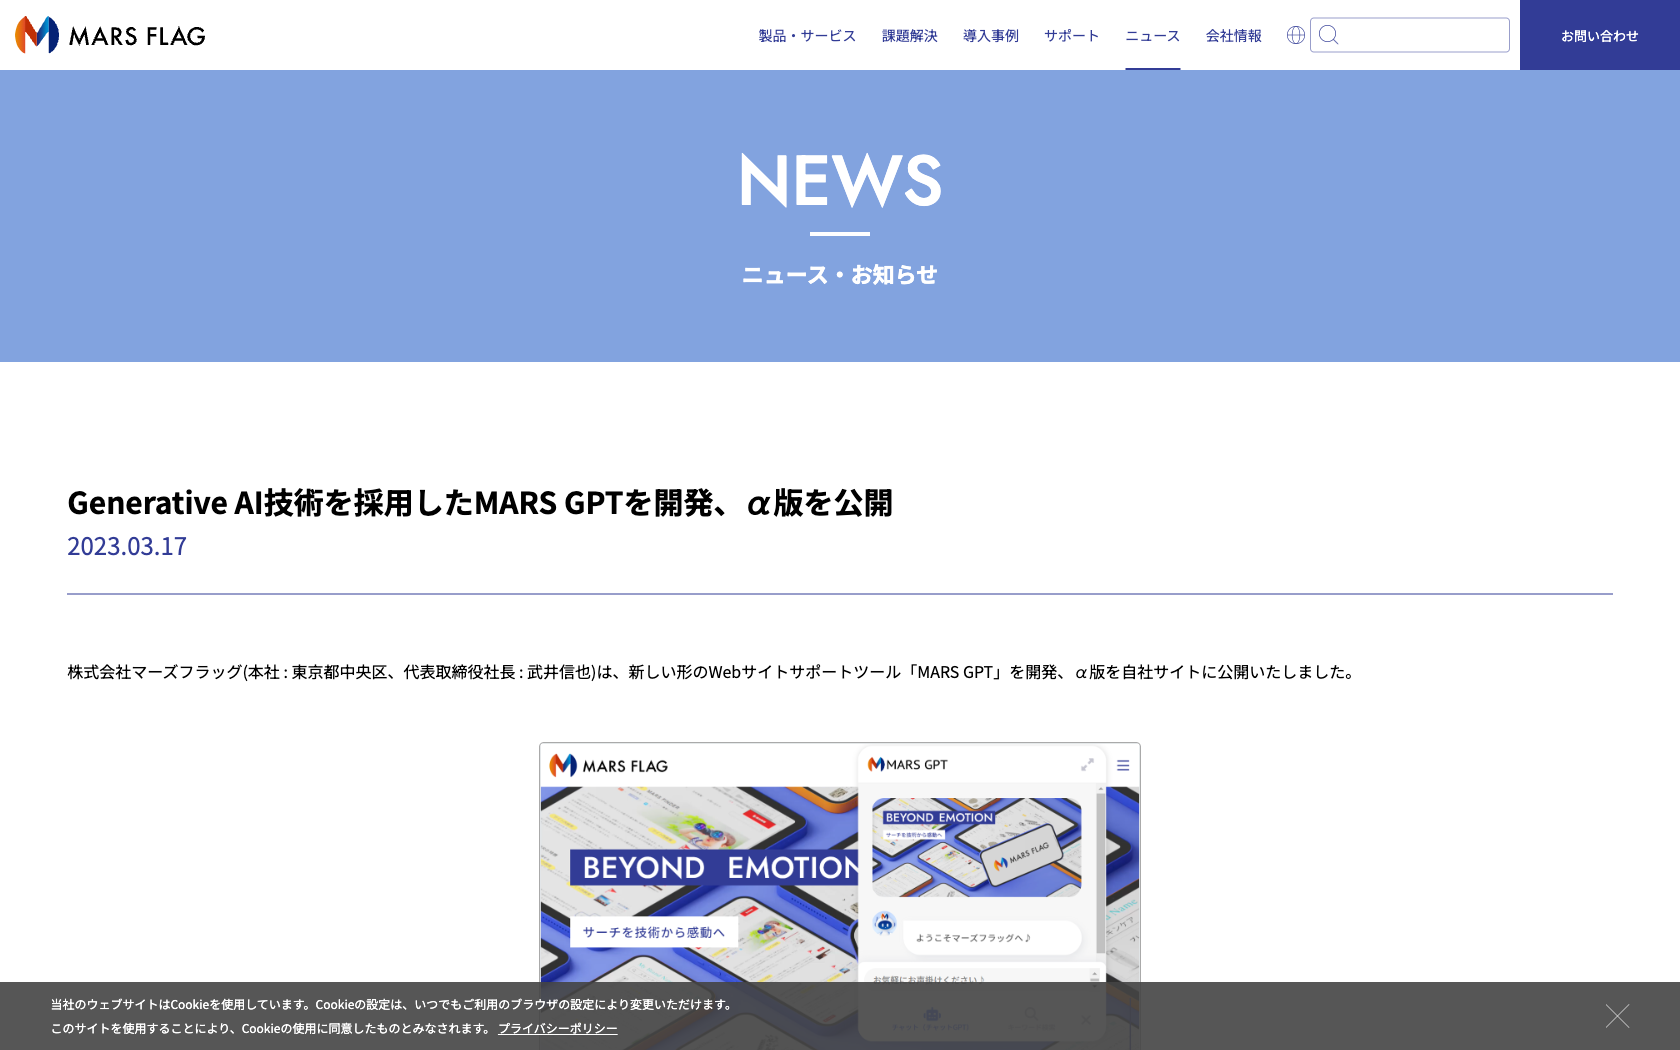 MARS FLAG
製品・サービス 課題解決 導入事例 サポート ニュース 会社情報
お問い合わせ
NEWS
ニュース・お知らせ
Generative AI技術を採用したMARS GPTを開発、α版を公開
2023.03.17
株式会社マーズフラッグ(本社 : 東京都中央区、代表取締役社長 : 武井信也)は、新しい形のWebサイトサポートツール「MARS GPT」を開発、α版を自社サイトに公開いたしました。
MARS FLAG
MARS GPT
BEYOND EMOTION
サーチを技術から感動へ
MARS FLAG
BEYOND EMOTION
サーチを技術から感動へ
ようこそマーズフラッグへ♪
お気軽にお声掛けください♪
当社のウェブサイトはCookieを使用しています。Cookieの設定は、いつでもご利用のブラウザの設定により変更いただけます。
このサイトを使用することにより、Cookieの使用に同意したものとみなされます。 プライバシーポリシー